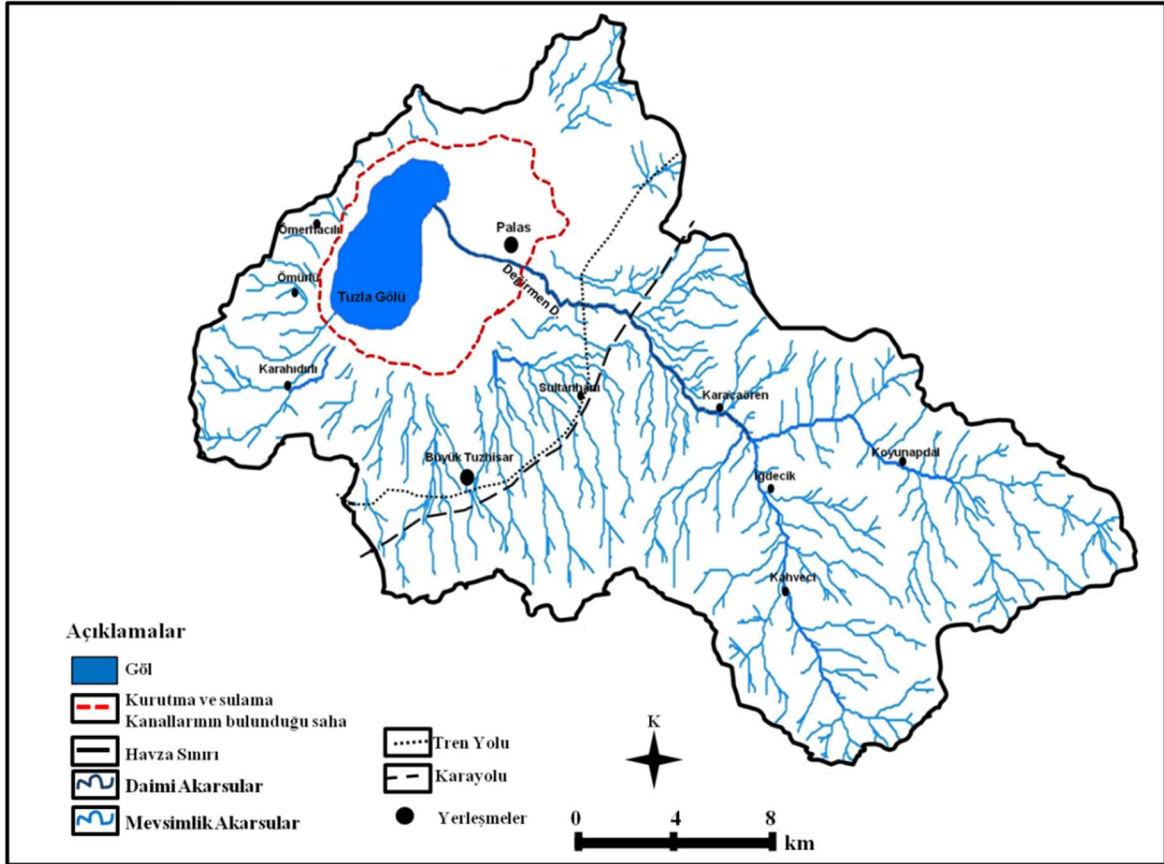 Ömerhacılı
Palas
Ömürlü
Değirmen D.
Tuzla Gölü
Karahıdırlı
Sultanhanı
Karacaören
Büyük Tuzhisar
Koyunapdal
İğdecik
Kahveci
Açıklamalar
Göl
Kurutma ve sulama
Kanallarının bulunduğu saha
Havza Sınırı
Daimi Akarsular
Mevsimlik Akarsular
Tren Yolu
Karayolu
Yerleşmeler
K
0 4 8
km